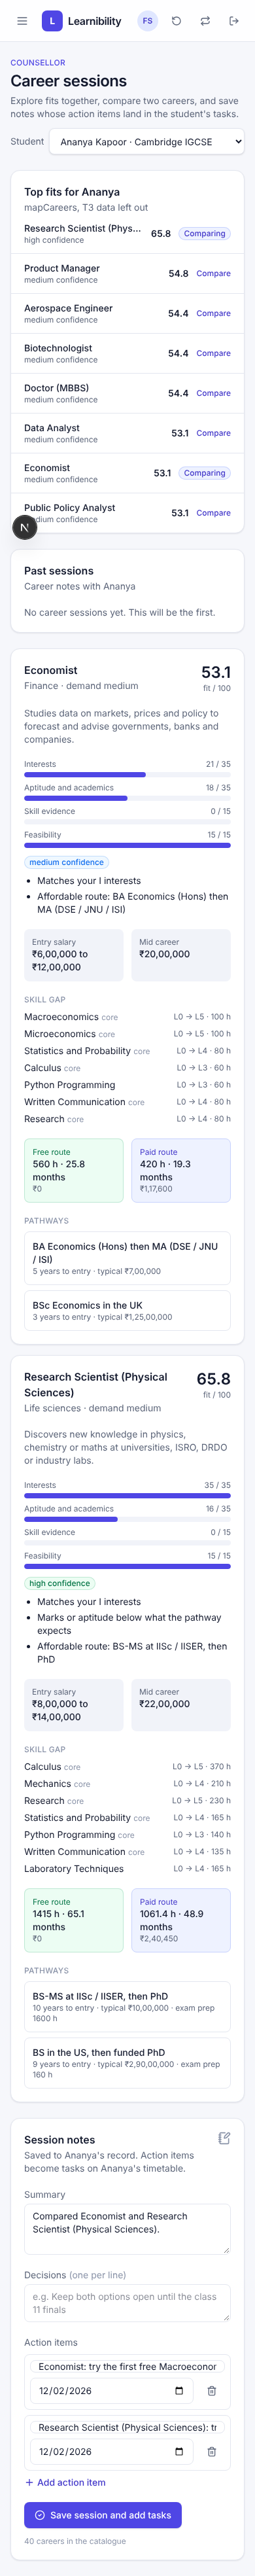 L Learnibility FS
COUNSELLOR
Career sessions
Explore fits together, compare two careers, and save
notes whose action items land in the student's tasks.
Student Ananya Kapoor · Cambridge IGCSE
Top fits for Ananya
mapCareers, T3 data left out
Research Scientist (Phys... 65.8 Comparing
high confidence
Product Manager 54.8 Compare
medium confidence
Aerospace Engineer 54.4 Compare
medium confidence
Biotechnologist 54.4 Compare
medium confidence
Doctor (MBBS) 54.4 Compare
medium confidence
Data Analyst 53.1 Compare
medium confidence
Economist 53.1 Comparing
medium confidence
Public Policy Analyst 53.1 Compare
confidence
N
Past sessions
Career notes with Ananya
No career sessions yet. This will be the first.
Economist 53.1
Finance · demand medium fit / 100
Studies data on markets, prices and policy to
forecast and advise governments, banks and
companies.
Interests 21 / 35
Aptitude and academics 18 / 35
Skill evidence 0 / 15
Feasibility 15 / 15
medium confidence
• Matches your I interests
• Affordable route: BA Economics (Hons) then
MA (DSE / JNU / ISI)
Entry salary Mid career
₹6,00,000 to ₹20,00,000
₹12,00,000
SKILL GAP
Macroeconomics core L0 → L5 · 100 h
Microeconomics core L0 → L5 · 100 h
Statistics and Probability core L0 → L4 · 80 h
Calculus core L0 → L3 · 60 h
Python Programming L0 → L3 · 60 h
Written Communication core L0 → L4 · 80 h
Research core L0 → L4 · 80 h
Free route Paid route
560 h · 25.8 420 h · 19.3
months months
₹0 ₹1,17,600
PATHWAYS
BA Economics (Hons) then MA (DSE / JNU
/ ISI)
5 years to entry · typical ₹7,00,000
BSc Economics in the UK
3 years to entry · typical ₹1,25,00,000
Research Scientist (Physical 65.8
Sciences) fit / 100
Life sciences · demand medium
Discovers new knowledge in physics,
chemistry or maths at universities, ISRO, DRDO
or industry labs.
Interests 35 / 35
Aptitude and academics 16 / 35
Skill evidence 0 / 15
Feasibility 15 / 15
high confidence
• Matches your I interests
• Marks or aptitude below what the pathway
expects
• Affordable route: BS-MS at IISc / IISER, then
PhD
Entry salary Mid career
₹8,00,000 to ₹22,00,000
₹14,00,000
SKILL GAP
Calculus core L0 → L5 · 370 h
Mechanics core L0 → L4 · 210 h
Research core L0 → L5 · 230 h
Statistics and Probability core L0 → L4 · 165 h
Python Programming core L0 → L3 · 140 h
Written Communication core L0 → L4 · 135 h
Laboratory Techniques L0 → L4 · 165 h
Free route Paid route
1415 h · 65.1 1061.4 h · 48.9
months months
₹0 ₹2,40,450
PATHWAYS
BS-MS at IISc / IISER, then PhD
10 years to entry · typical ₹10,00,000 · exam prep
1600 h
BS in the US, then funded PhD
9 years to entry · typical ₹2,90,00,000 · exam prep
160 h
Session notes
Saved to Ananya's record. Action items
become tasks on Ananya's timetable.
Summary
Compared Economist and Research
Scientist (Physical Sciences).
Decisions (one per line)
e.g. Keep both options open until the class
11 finals
Action items
Economist: try the first free Macroeconor
12/02/2026
Research Scientist (Physical Sciences): tr
12/02/2026
+ Add action item
Save session and add tasks
40 careers in the catalogue